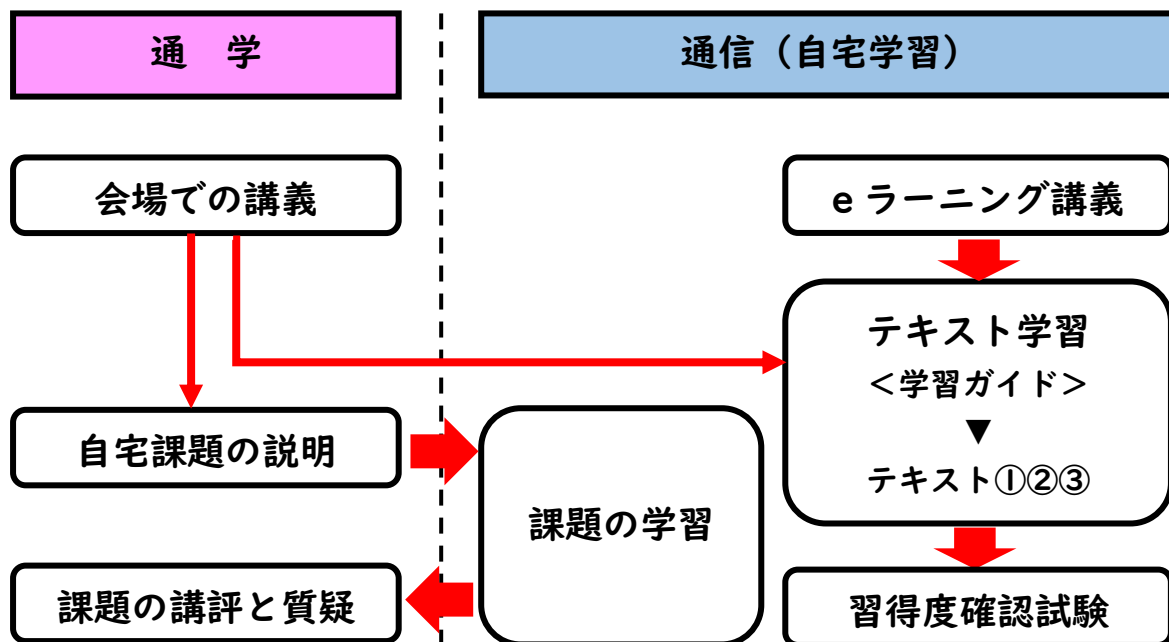 通　学
通信（自宅学習）
会場での講義
eラーニング講義
テキスト学習
＜学習ガイド＞
▼
テキスト①②③
自宅課題の説明
課題の学習
課題の講評と質疑
習得度確認試験